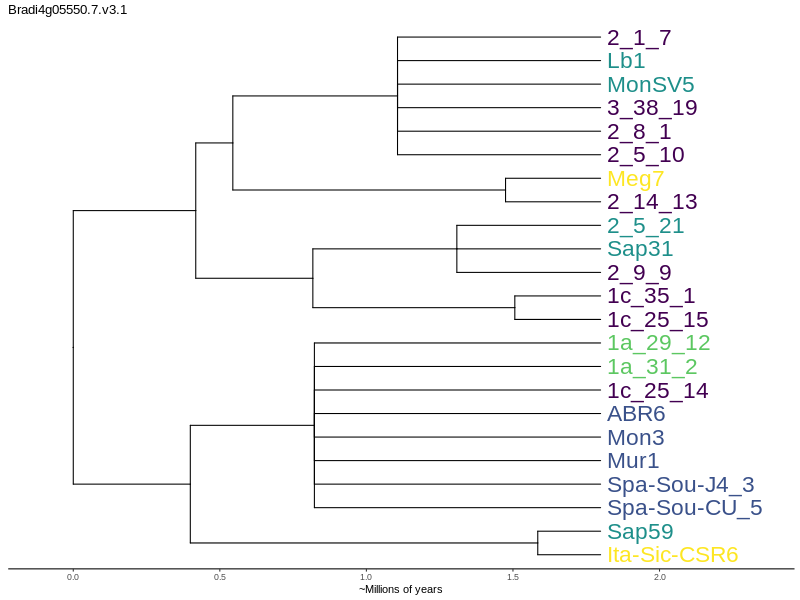 Bradi4g05550.7.v3.1
2_1_7
Lb1
MonSV5
3_38_19
2_8_1
2_5_10
Meg7
2_14_13
2_5_21
Sap31
2_9_9
1c_35_1
1c_25_15
1a_29_12
1a_31_2
1c_25_14
ABR6
Mon3
Mur1
Spa-Sou-J4_3
Spa-Sou-CU_5
Sap59
Ita-Sic-CSR6
0.0 0.5 1.0 1.5 2.0
~Millions of years